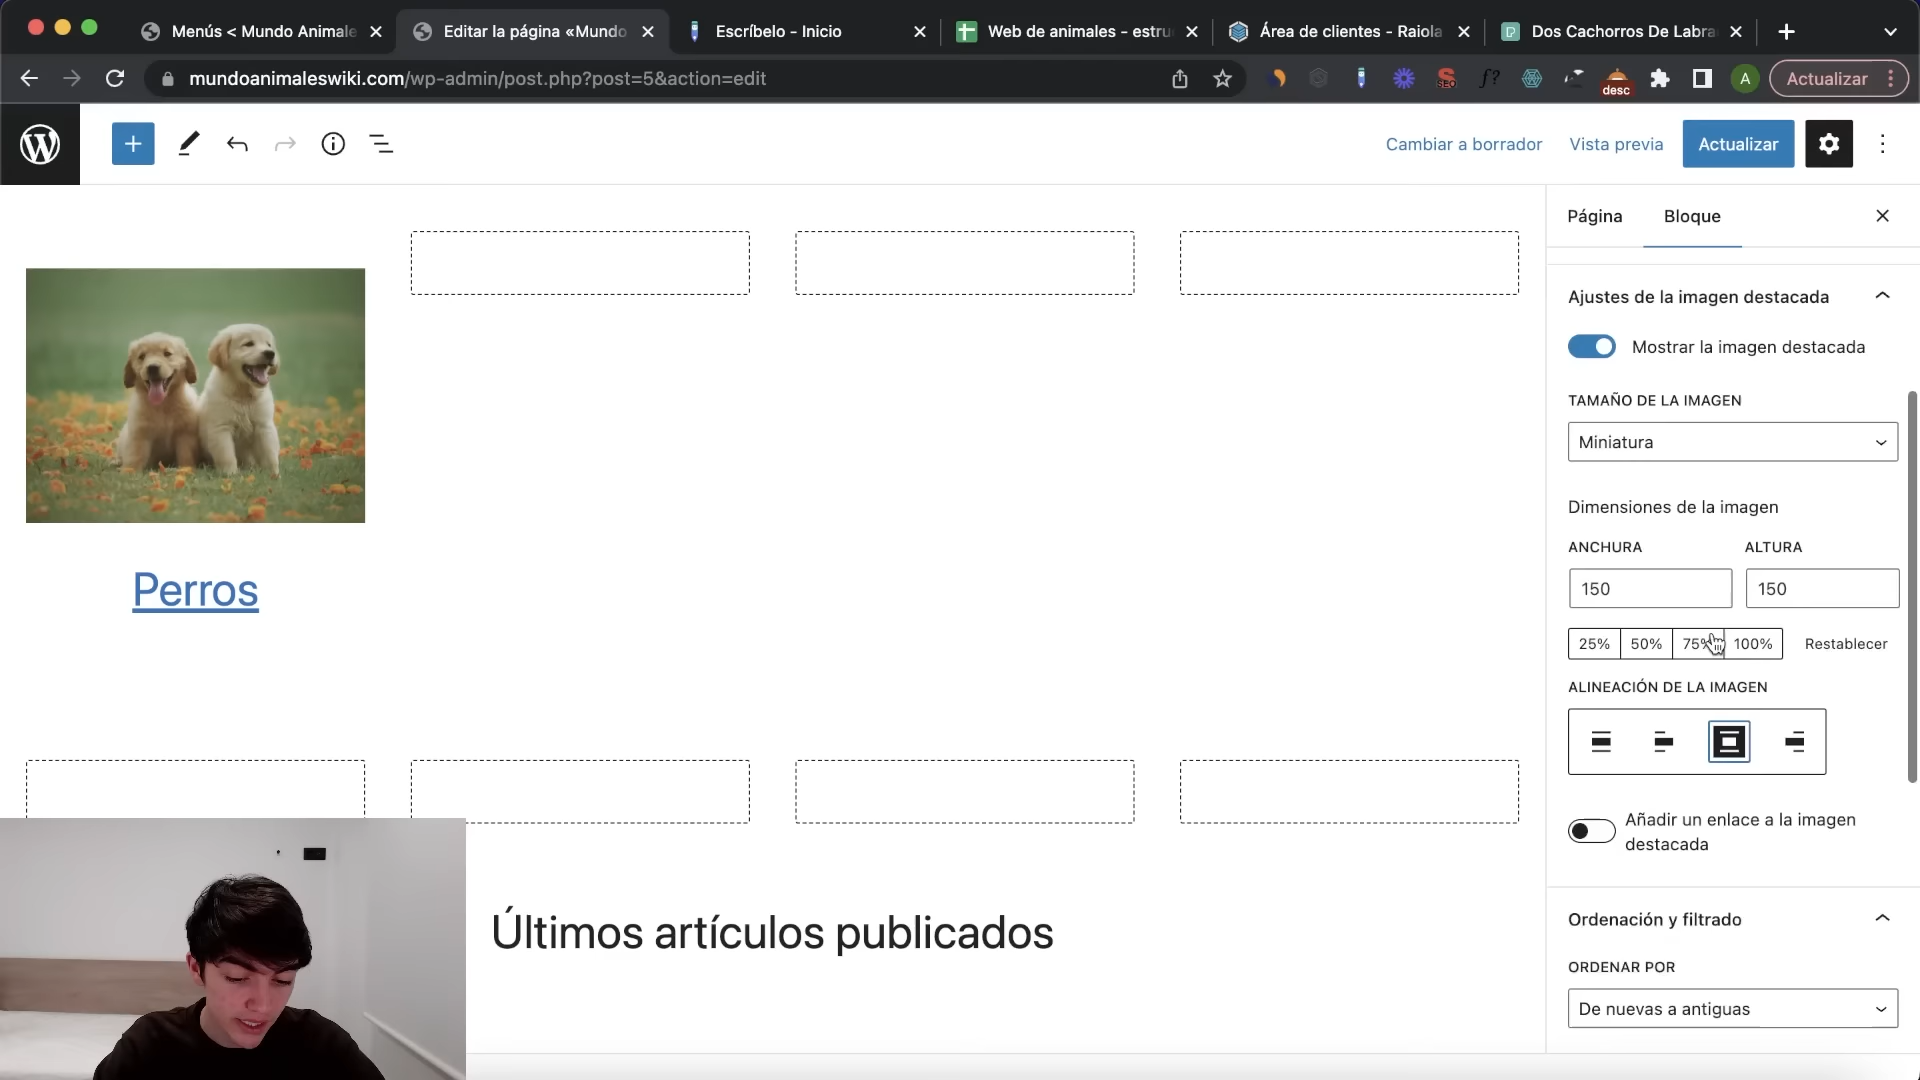 Menús < Mundo Animale
Editar la página «Mundo
Escríbelo - Inicio
Web de animales - estru
Área de clientes - Raiola
Dos Cachorros De Labra
mundoanimaleswiki.com/wp-admin/post.php?post=5&action=edit
SEO
f?
desc
A
Actualizar
Cambiar a borrador
Vista previa
Actualizar
Página
Bloque
Ajustes de la imagen destacada
Mostrar la imagen destacada
TAMAÑO DE LA IMAGEN
Miniatura
Dimensiones de la imagen
ANCHURA
ALTURA
150
150
25%
50%
75%
100%
Restablecer
ALINEACIÓN DE LA IMAGEN
Añadir un enlace a la imagen
destacada
Ordenación y filtrado
ORDENAR POR
De nuevas a antiguas
Perros
Últimos artículos publicados